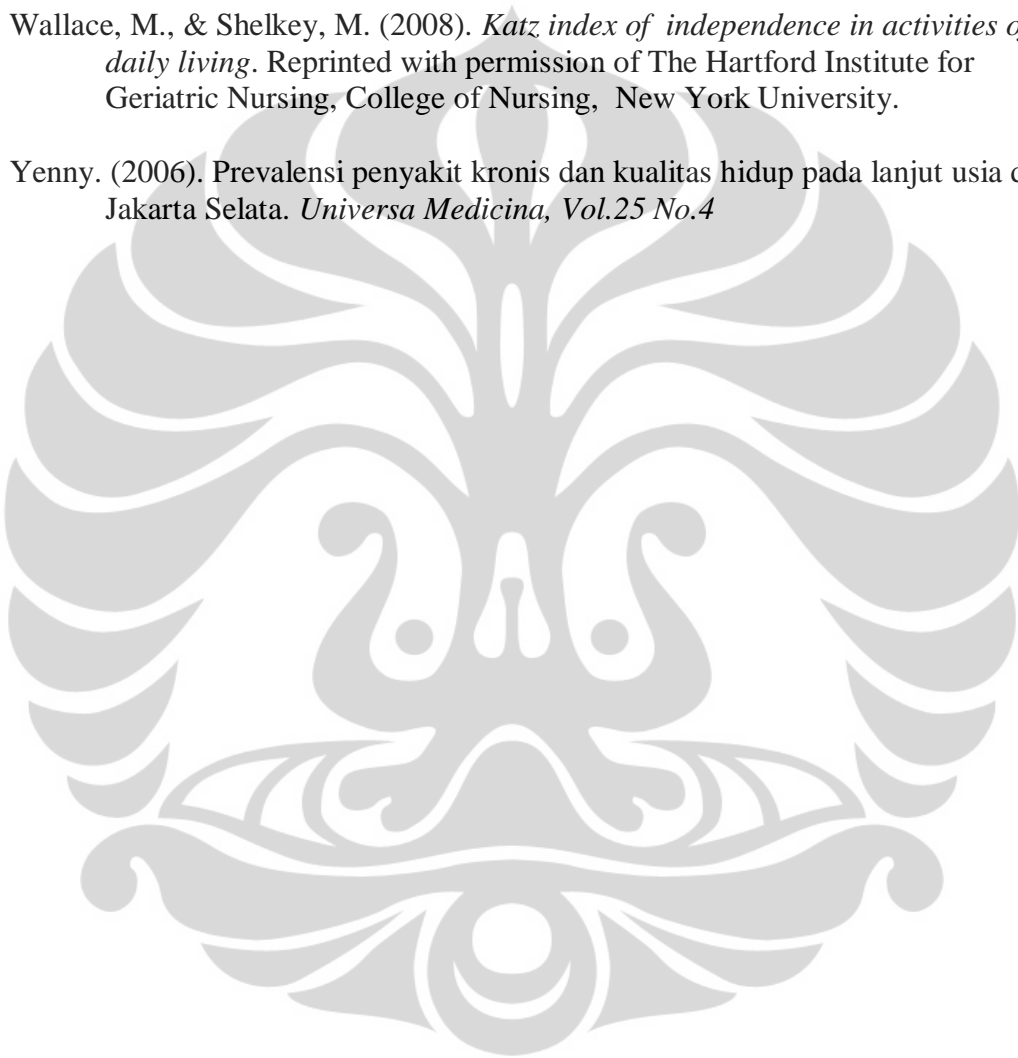 Wallace, M., & Shelkey, M. (2008). Katz index of independence in activities o
daily living. Reprinted with permission of The Hartford Institute for
Geriatric Nursing, College of Nursing, New York University.
Yenny. (2006). Prevalensi penyakit kronis dan kualitas hidup pada lanjut usia d
Jakarta Selata. Universa Medicina, Vol.25 No.4